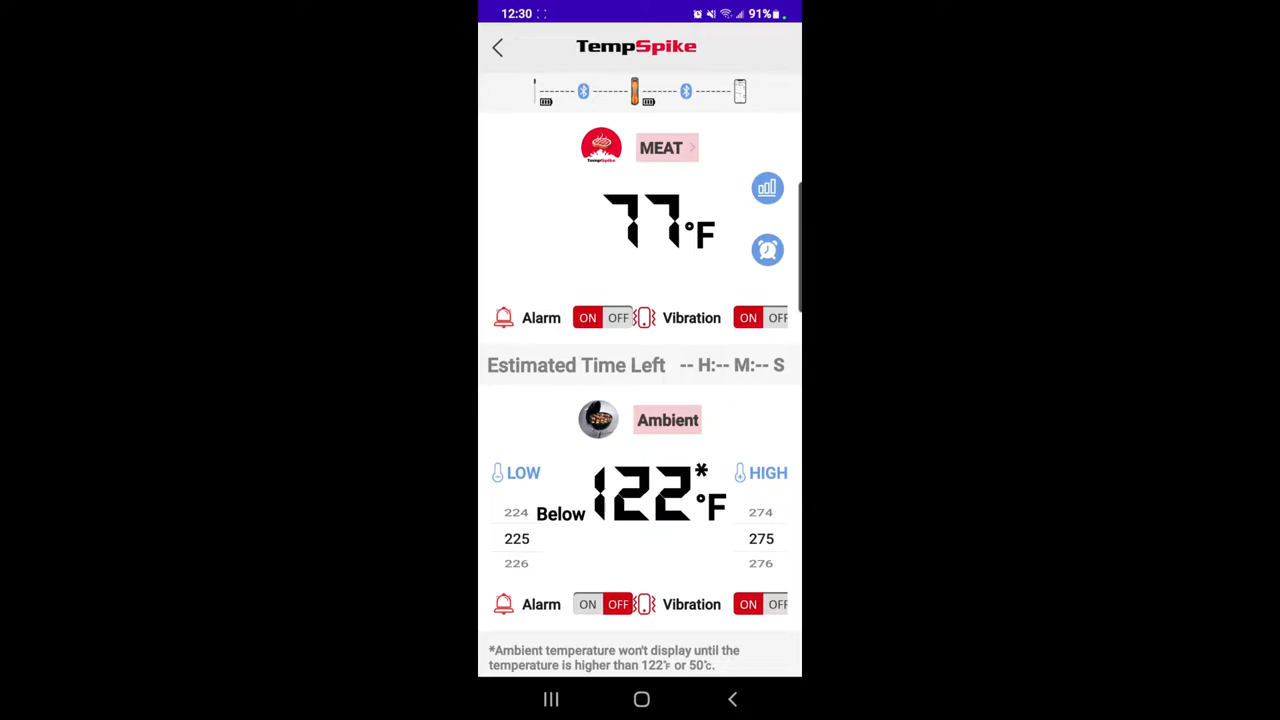 12:30 91%
TempSpike
TempSpike
MEAT
77°F
Alarm ON OFF Vibration ON OFF
Estimated Time Left -- H:-- M:-- S
Ambient
LOW HIGH
Below 122*°F
224 274
225 275
226 276
Alarm ON OFF Vibration ON OFF
*Ambient temperature won't display until the
temperature is higher than 122°F or 50°C.